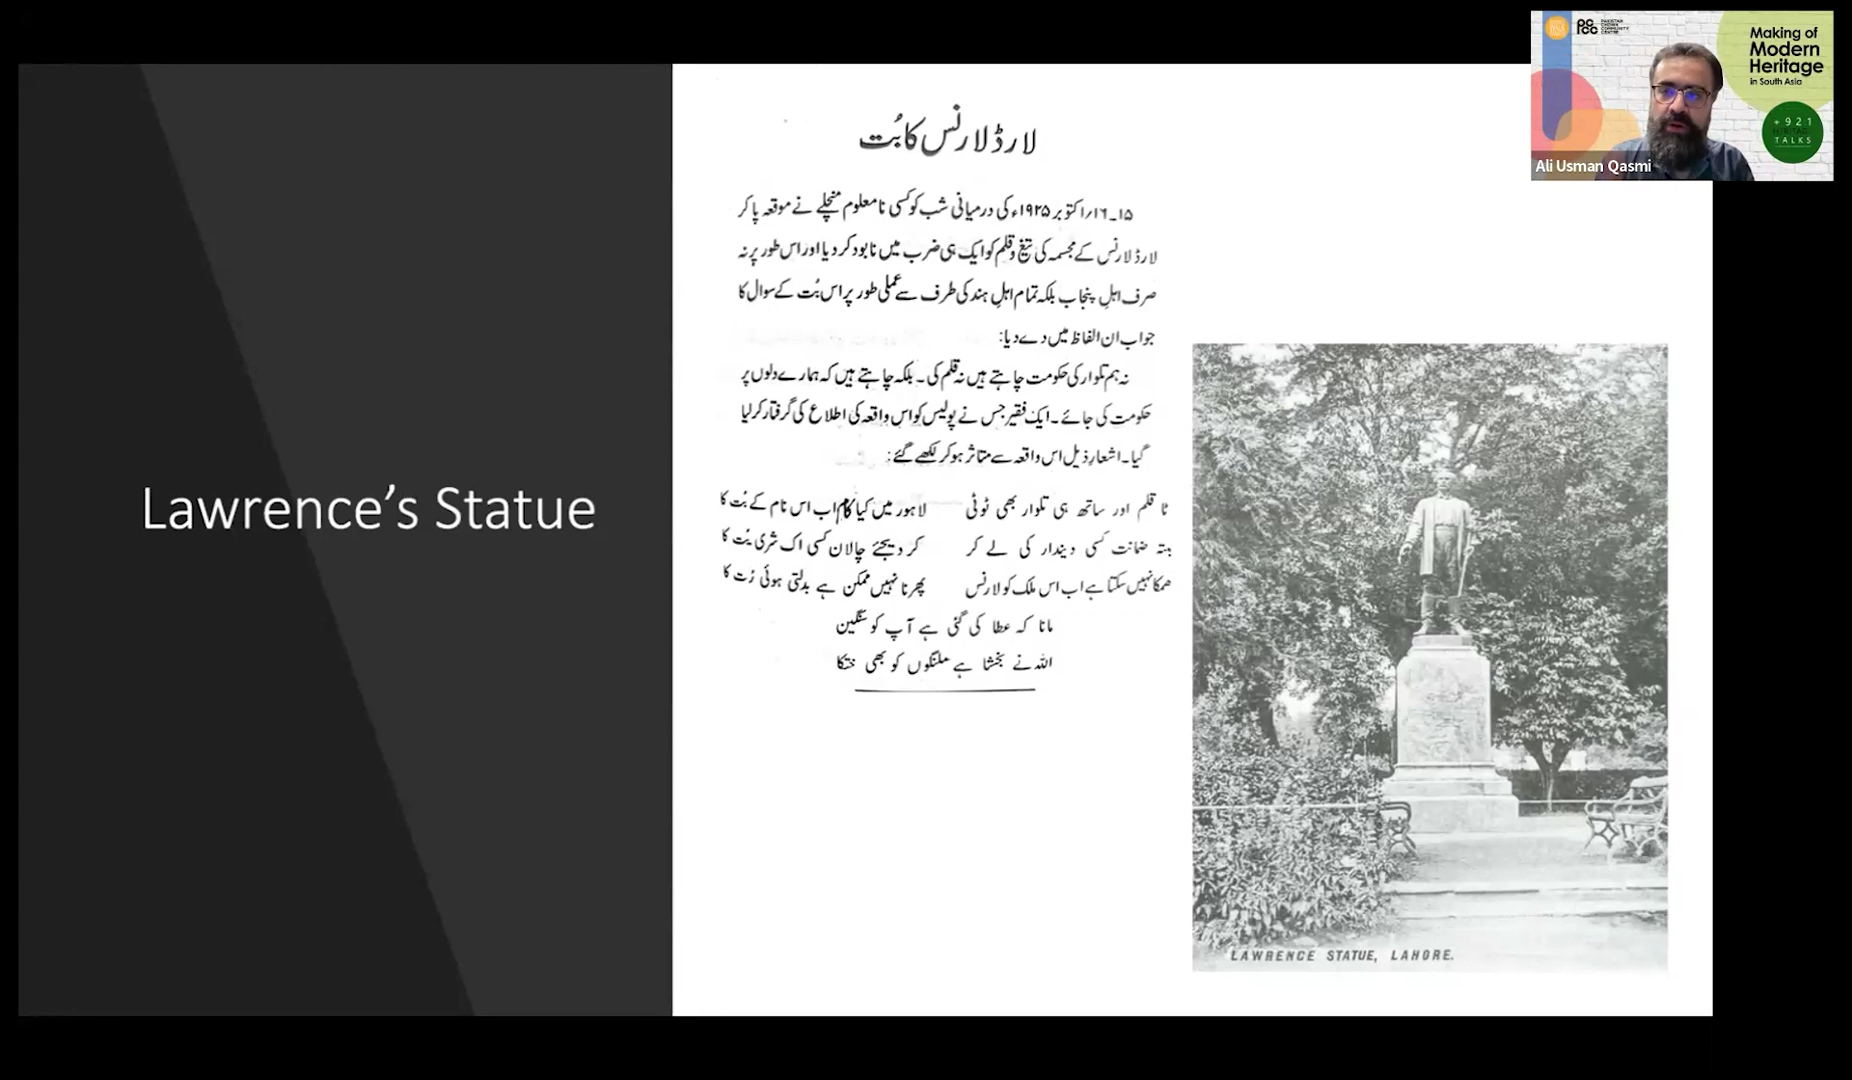 Lawrence's Statue
لارڈ لارنس کا بُت
۱۵۔۱۶؍اکتوبر ۱۹۲۵ء کی درمیانی شب کو کسی نامعلوم منچلے نے موقعہ پا کر
لارڈ لارنس کے مجسمہ کی تیغ و قلم کو ایک ہی ضرب میں نابود کر دیا اور اس طور پر نہ
صرف اہلِ پنجاب بلکہ تمام اہلِ ہند کی طرف سے عملی طور پر اس بُت کے سوال کا
جواب ان الفاظ میں دے دیا:
نہ ہم تلوار کی حکومت چاہتے ہیں نہ قلم کی۔ بلکہ چاہتے ہیں کہ ہمارے دلوں پر
حکومت کی جائے۔ ایک فقیر جس نے پولیس کو اس واقعہ کی اطلاع کی گرفتار کر لیا
گیا۔ اشعارِ ذیل اس واقعہ سے متاثر ہو کر لکھے گئے:
ٹا قلم اور ساتھ ہی تلوار بھی ٹوٹی لاہور میں کیا کام اب اس نام کے بُت کا
ضمانت کسی دیندار کی لے کر کر دیجئے چالان کسی اک شری بُت کا
نہیں سکتا ہے اب اس ملک کو لارنس پھرنا نہیں ممکن ہے بدلتی ہوئی رُت کا
مانا کہ عطا کی گئی ہے آپ کو سنگین
اللہ نے بخشا ہے ملنگوں کو بھی ختکا
LAWRENCE STATUE, LAHORE.
PAKISTAN CHOWK COMMUNITY CENTRE
Making of
Modern
Heritage
in South Asia
+921
HERITAGE
TALKS
Ali Usman Qasmi